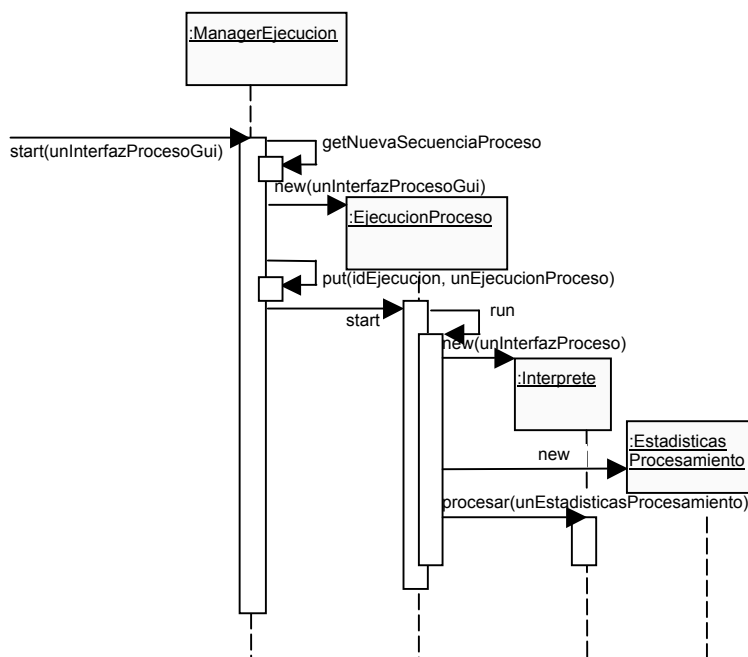 :ManagerEjecucion
start(unInterfazProcesoGui)
getNuevaSecuenciaProceso
new(unInterfazProcesoGui)
:EjecucionProceso
put(idEjecucion, unEjecucionProceso)
start
run
new(unInterfazProceso)
:Interprete
:Estadisticas
Procesamiento
new
procesar(unEstadisticasProcesamiento)